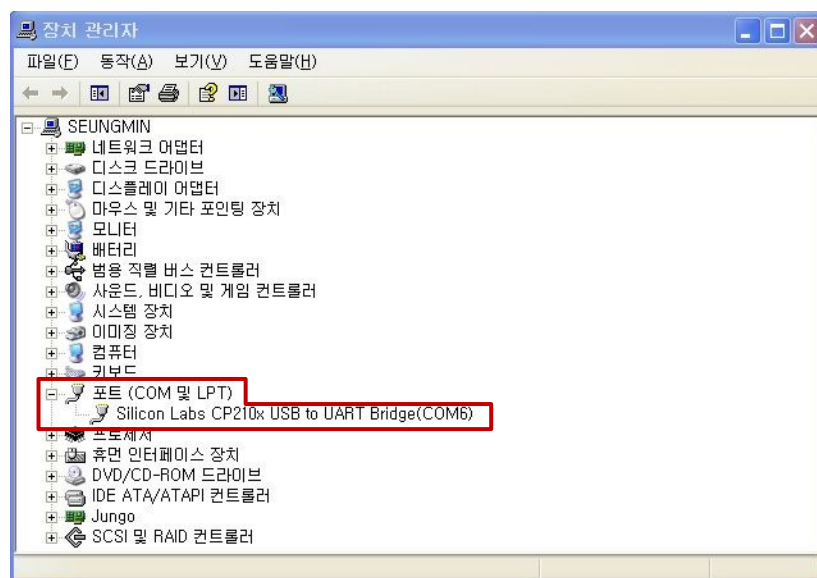 장치 관리자
파일(F) 동작(A) 보기(V) 도움말(H)
SEUNGMIN
네트워크 어댑터
디스크 드라이브
디스플레이 어댑터
마우스 및 기타 포인팅 장치
모니터
배터리
범용 직렬 버스 컨트롤러
사운드, 비디오 및 게임 컨트롤러
시스템 장치
이미징 장치
컴퓨터
키보드
포트 (COM 및 LPT)
Silicon Labs CP210x USB to UART Bridge(COM6)
프로세서
휴먼 인터페이스 장치
DVD/CD-ROM 드라이브
IDE ATA/ATAPI 컨트롤러
Jungo
SCSI 및 RAID 컨트롤러